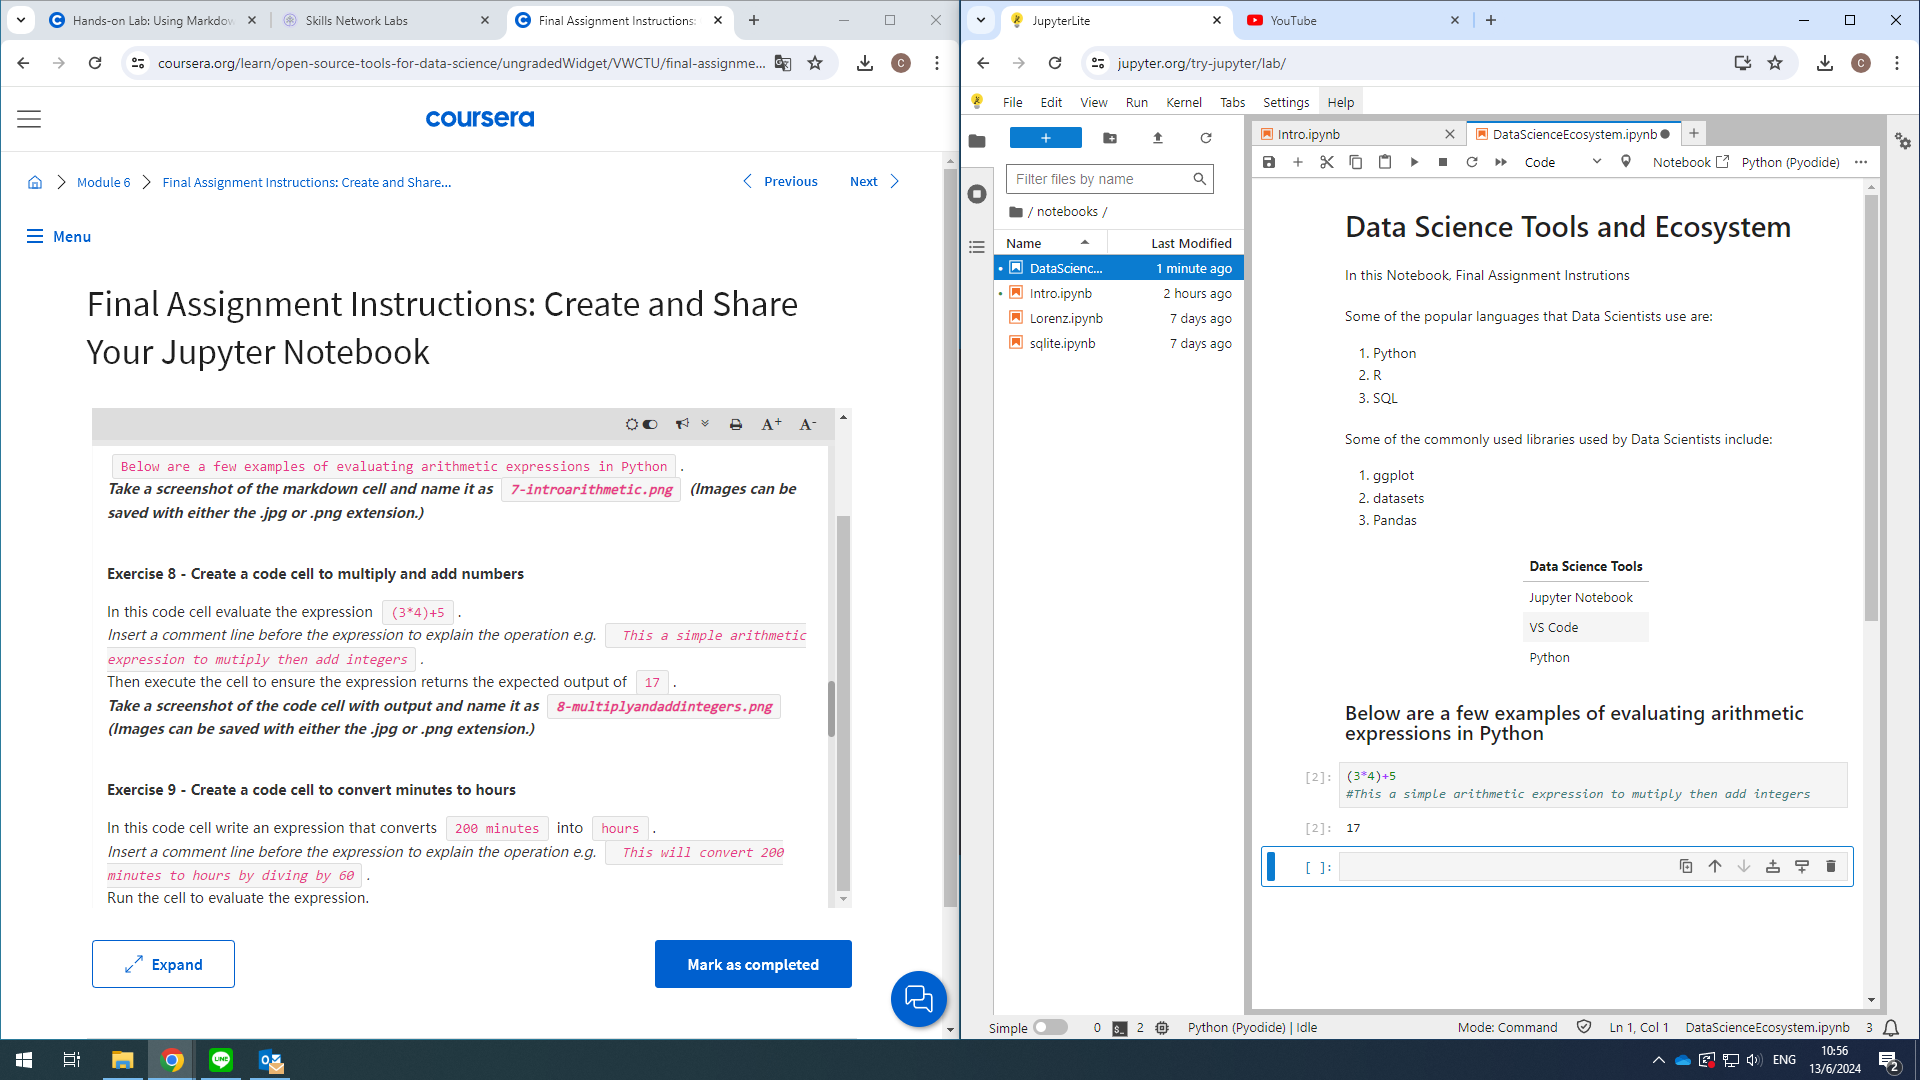 Hands-on Lab: Using Markdow
Skills Network Labs
Final Assignment Instructions:
coursera.org/learn/open-source-tools-for-data-science/ungradedWidget/VWCTU/final-assignme...
C
coursera
Module 6
Final Assignment Instructions: Create and Share...
Previous
Next
Menu
Final Assignment Instructions: Create and Share
Your Jupyter Notebook
A+
A-
Below are a few examples of evaluating arithmetic expressions in Python .
Take a screenshot of the markdown cell and name it as 7-introarithmetic.png (Images can be
saved with either the .jpg or .png extension.)
Exercise 8 - Create a code cell to multiply and add numbers
In this code cell evaluate the expression (3*4)+5 .
Insert a comment line before the expression to explain the operation e.g. This a simple arithmetic
expression to mutiply then add integers .
Then execute the cell to ensure the expression returns the expected output of 17 .
Take a screenshot of the code cell with output and name it as 8-multiplyandaddintegers.png
(Images can be saved with either the .jpg or .png extension.)
Exercise 9 - Create a code cell to convert minutes to hours
In this code cell write an expression that converts 200 minutes into hours .
Insert a comment line before the expression to explain the operation e.g. This will convert 200
minutes to hours by diving by 60 .
Run the cell to evaluate the expression.
Expand
Mark as completed
JupyterLite
YouTube
jupyter.org/try-jupyter/lab/
C
File Edit View Run Kernel Tabs Settings Help
Filter files by name
/ notebooks /
Name Last Modified
DataScienc... 1 minute ago
Intro.ipynb 2 hours ago
Lorenz.ipynb 7 days ago
sqlite.ipynb 7 days ago
Intro.ipynb
DataScienceEcosystem.ipynb
Code
Notebook
Python (Pyodide)
Data Science Tools and Ecosystem
In this Notebook, Final Assignment Instrutions
Some of the popular languages that Data Scientists use are:
1. Python
2. R
3. SQL
Some of the commonly used libraries used by Data Scientists include:
1. ggplot
2. datasets
3. Pandas
Data Science Tools
Jupyter Notebook
VS Code
Python
Below are a few examples of evaluating arithmetic
expressions in Python
[2]: (3*4)+5
#This a simple arithmetic expression to mutiply then add integers
[2]: 17
[ ]:
Simple 0 2 Python (Pyodide) | Idle
Mode: Command Ln 1, Col 1 DataScienceEcosystem.ipynb 3
LINE
ENG
10:56
13/6/2024
2